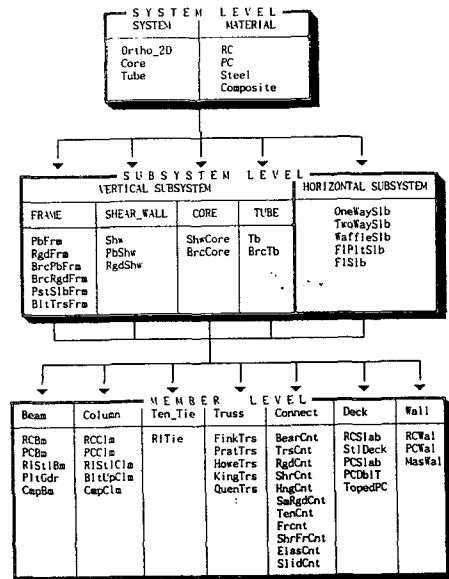 SYSTEM LEVEL
SYSTEM MATERIAL
Ortho_2D RC
Core PC
Tube Steel
Composite
SUBSYSTEM LEVEL
VERTICAL SUBSYSTEM HORIZONTAL SUBSYSTEM
FRAME SHEAR_WALL CORE TUBE
OneWaySlb
TwoWaySlb
WaffleSlb
FlPltSlb
FlSlb
PbFrm Shw ShwCore Tb
RgdFrm PbShw BrcCore BrcTb
BrcPbFrm RgdShw
BrcRgdFrm
PstSlbFrm
BltTrsFrm
MEMBER LEVEL
Beam Column Ten_Tie Truss Connect Deck Wall
RCBm RCClm RlTie FinkTrs BearCnt RCSlab RCWal
PCBm PCClm PratTrs TrsCnt StlDeck PCWal
RlStlBm RlStlClm HoweTrs RgdCnt PCSlab MasWal
PltGdr BltUpClm KingTrs ShrCnt PCDblT
CmpBm CmpClm QuenTrs HngCnt TopedPC
: SmRgdCnt
TenCnt
Frcnt
ShrFrCnt
ElasCnt
SlidCnt